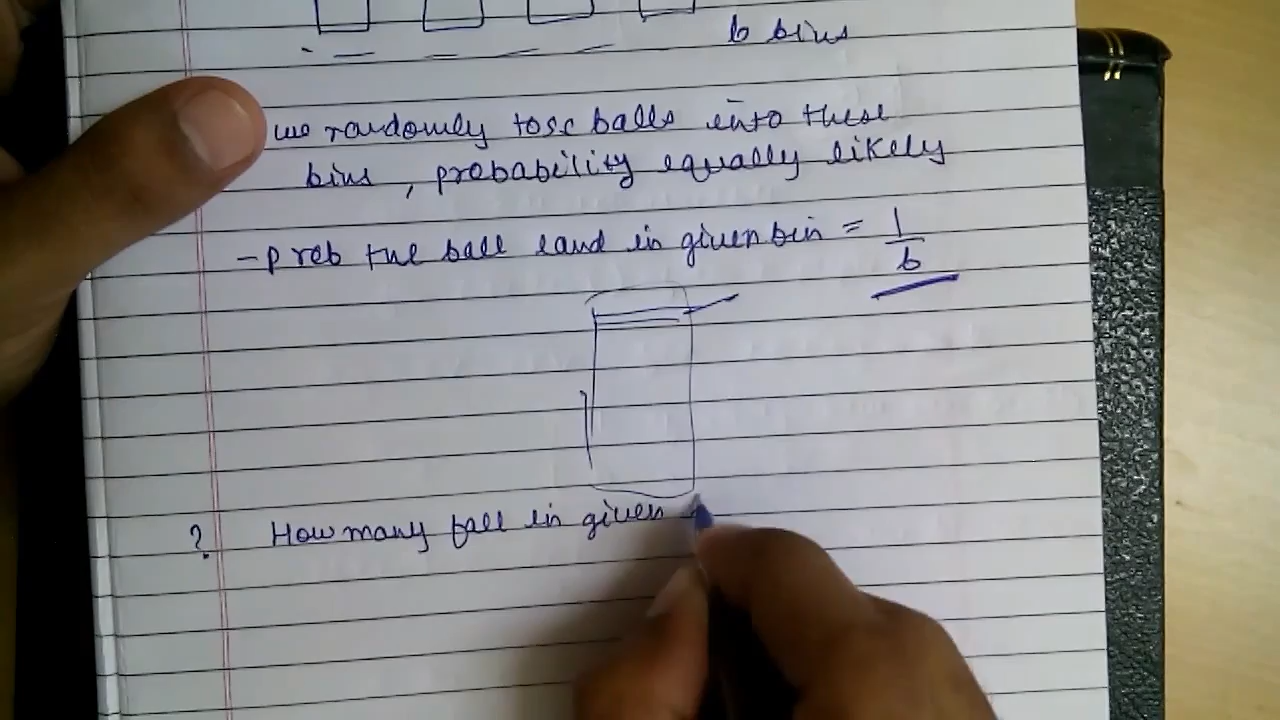 b bins
we randomly toss balls into these
bins, probability equally likely
- prob the ball land in given bin = 1/b
? How many fall in given